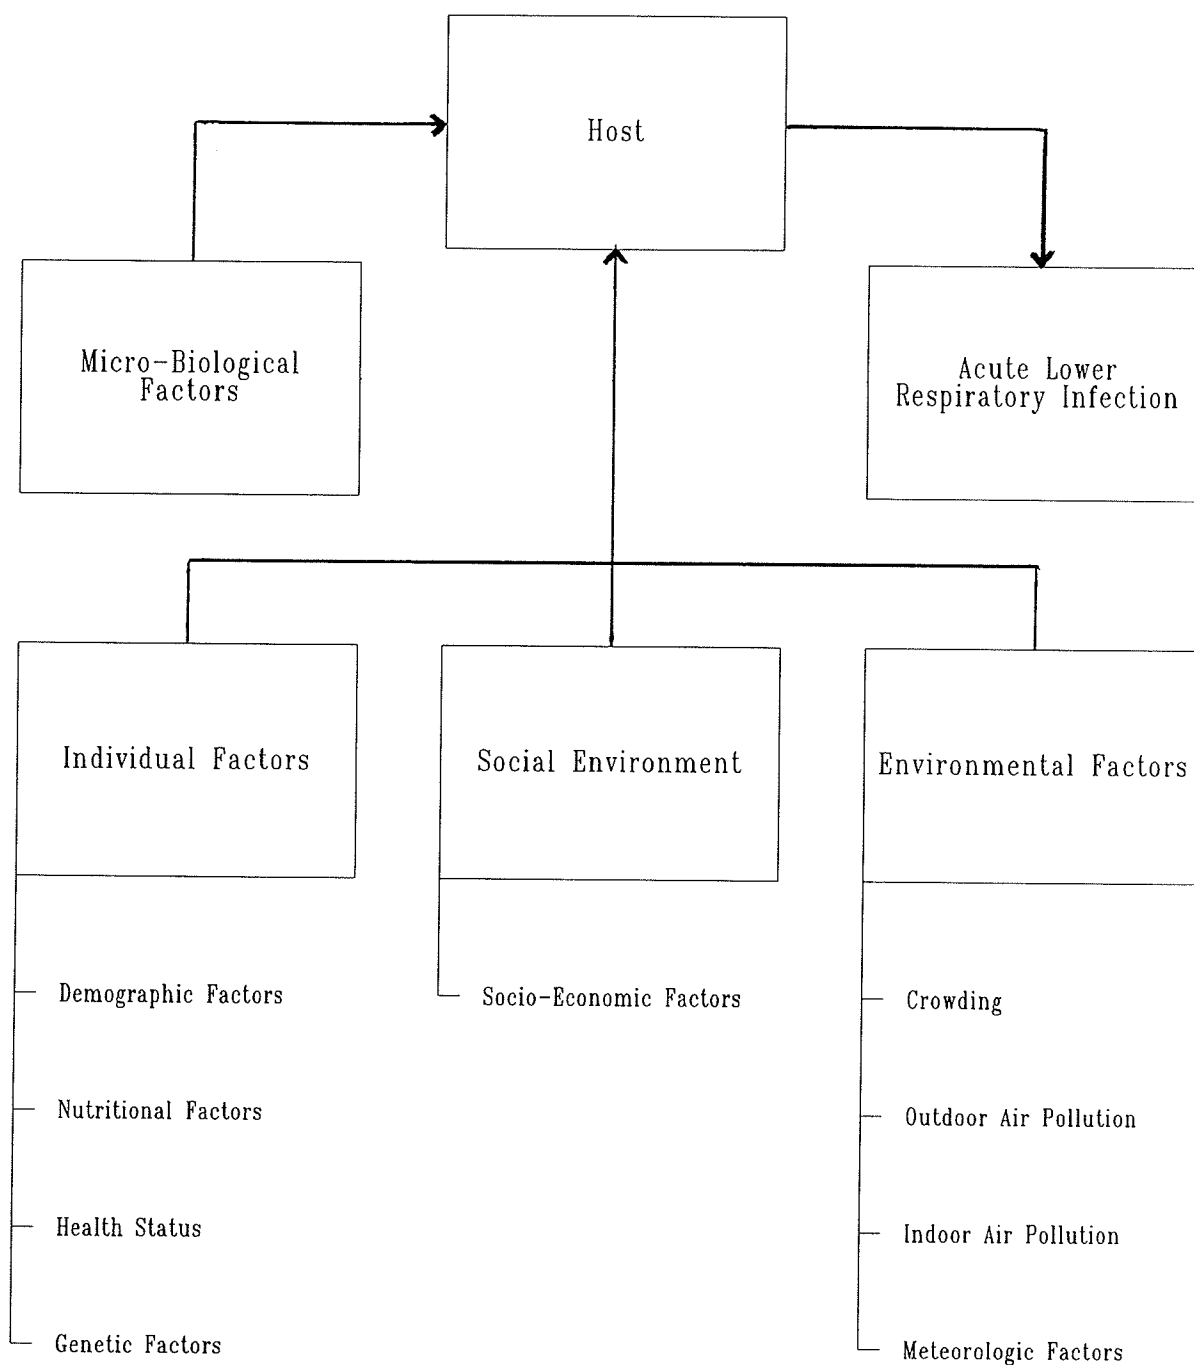 Host
Micro-Biological
Factors
Acute Lower
Respiratory Infection
Individual Factors
Social Environment
Environmental Factors
Demographic Factors
Nutritional Factors
Health Status
Genetic Factors
Socio-Economic Factors
Crowding
Outdoor Air Pollution
Indoor Air Pollution
Meteorologic Factors